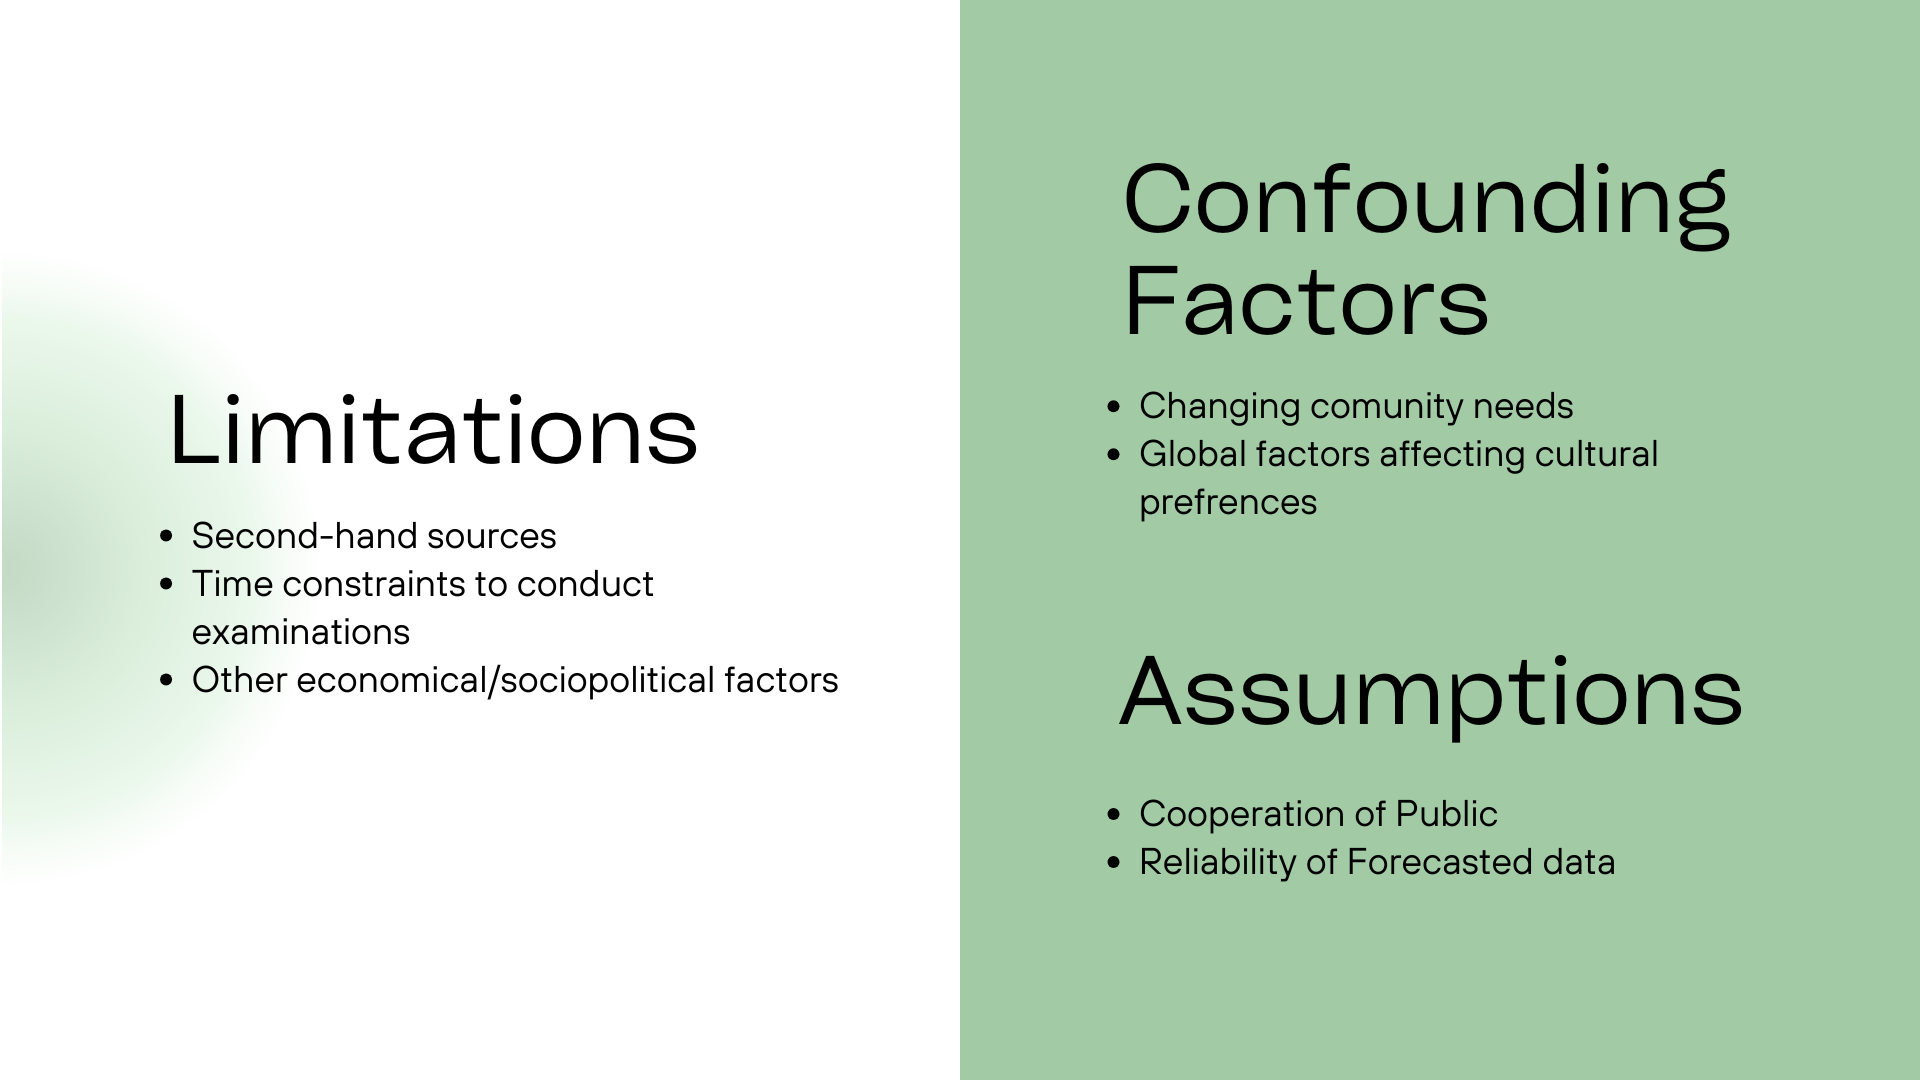 Limitations
• Second-hand sources
• Time constraints to conduct
examinations
• Other economical/sociopolitical factors
Confounding
Factors
• Changing comunity needs
• Global factors affecting cultural
prefrences
Assumptions
• Cooperation of Public
• Reliability of Forecasted data